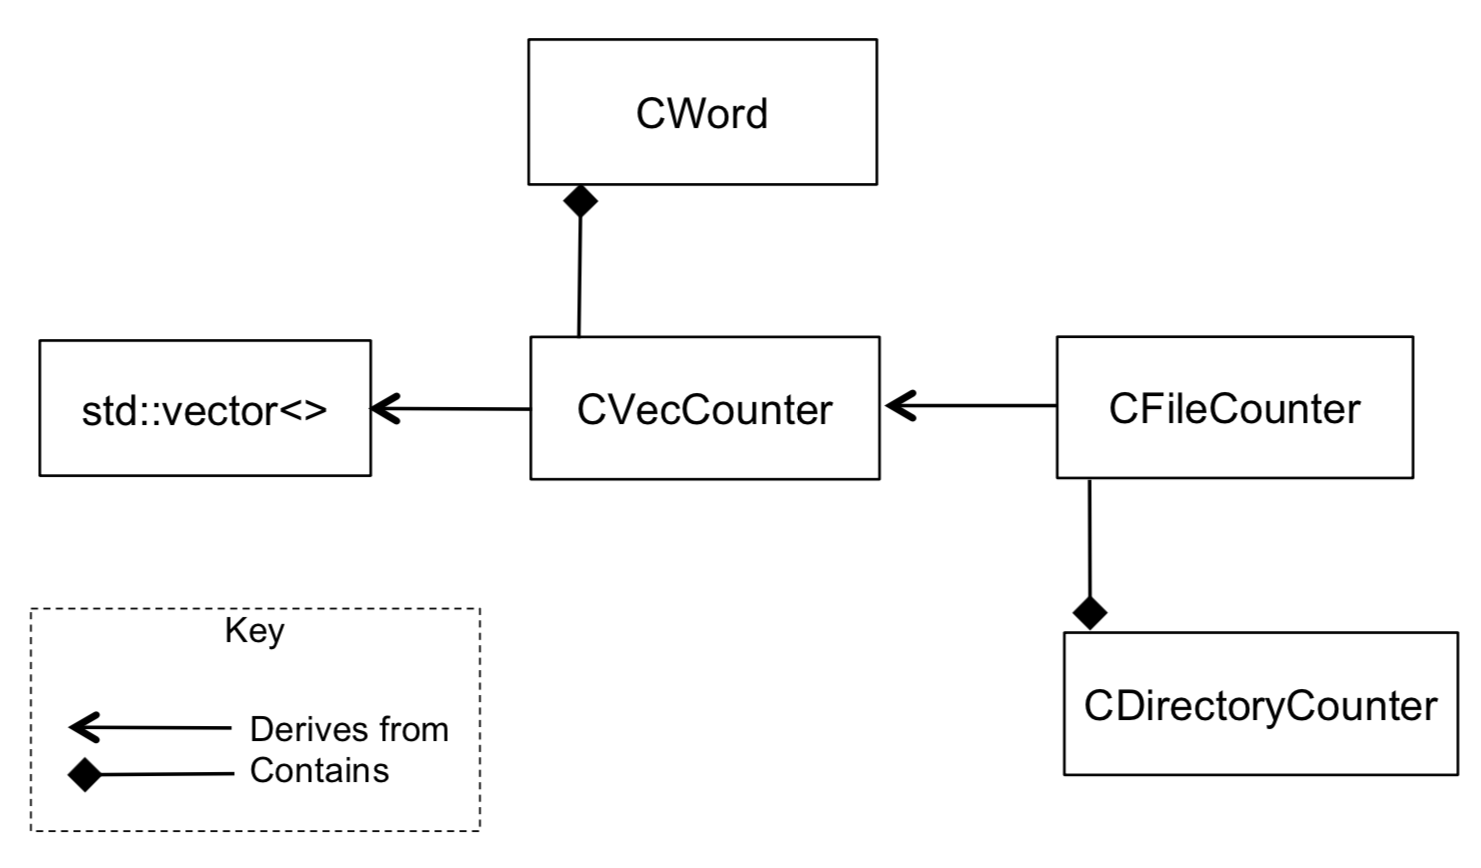 CWord
std::vector<>
CVecCounter
CFileCounter
CDirectoryCounter
Key
Derives from
Contains